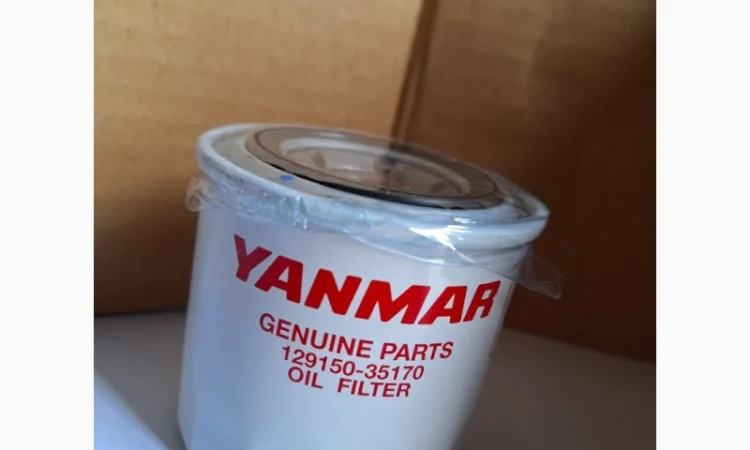 YANMAR
GENUINE PARTS
129150-35170
OIL FILTER